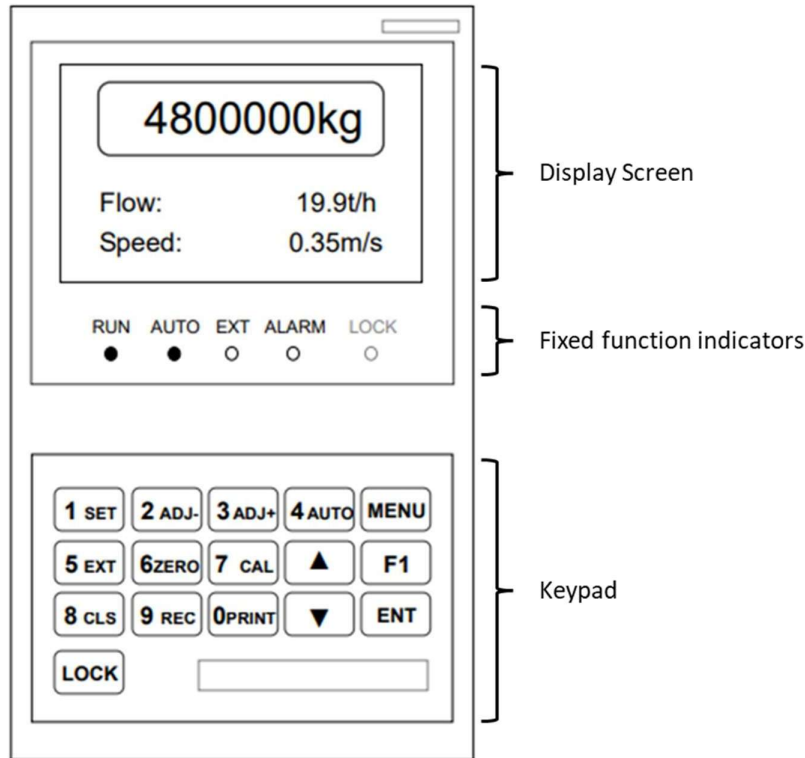 4800000kg
Flow: 19.9t/h
Speed: 0.35m/s
Display Screen
RUN AUTO EXT ALARM LOCK
Fixed function indicators
1 SET 2 ADJ- 3 ADJ+ 4 AUTO MENU
5 EXT 6ZERO 7 CAL ▲ F1
8 CLS 9 REC 0PRINT ▼ ENT
LOCK
Keypad